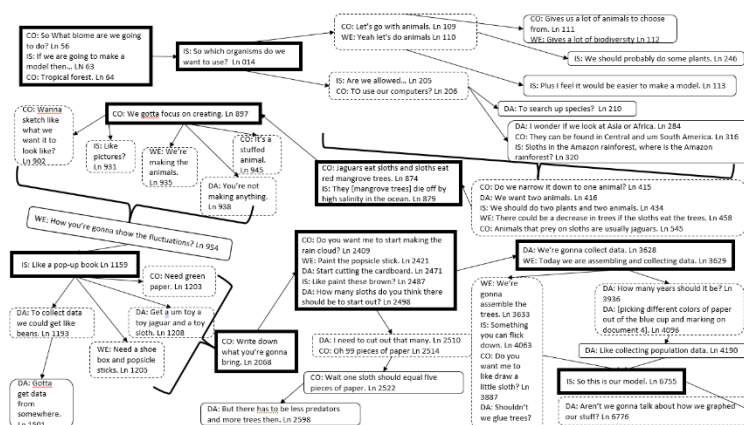 CO: So What biome are we going
to do? Ln 56
IS: If we are going to make a
model then... LN 63
CO: Tropical forest. Ln 64
IS: So which organisms do we
want to use? Ln 014
CO: Let's go with animals. Ln 109
WE: Yeah let's do animals Ln 110
CO: Gives us a lot of animals to choose
from. Ln 111
WE: Gives a lot of biodiversity Ln 112
IS: We should probably do some plants. Ln 246
IS: Plus I feel it would be easier to make a model. Ln 113
IS: Are we allowed... Ln 205
CO: TO use our computers? Ln 206
DA: To search up species? Ln 210
DA: I wonder if we look at Asia or Africa. Ln 284
CO: They can be found in Central and um South America. Ln 316
IS: Sloths in the Amazon rainforest, where is the Amazon
rainforest? Ln 320
CO: Do we narrow it down to one animal? Ln 415
DA: We want two animals. Ln 416
IS: We should do two plants and two animals. Ln 434
WE: There could be a decrease in trees if the sloths eat the trees. Ln 458
CO: Animals that prey on sloths are usually jaguars. Ln 545
CO: Jaguars eat sloths and sloths eat
red mangrove trees. Ln 874
IS: They [mangrove trees] die off by
high salinity in the ocean. Ln 879
CO: We gotta focus on creating. Ln 897
CO: Wanna
sketch like
what we
want it to
look like?
Ln 902
IS: Like
pictures?
Ln 931
WE: We're
making the
animals.
Ln 935
DA: You're not
making anything.
Ln 938
CO: It's a
stuffed
animal.
Ln 945
WE: How you're gonna show the fluctuations? Ln 954
IS: Like a pop-up book Ln 1159
CO: Need green
paper. Ln 1203
DA: To collect data
we could get like
beans. Ln 1193
DA: Get a um toy a
toy jaguar and a toy
sloth. Ln 1208
WE: Need a shoe
box and popsicle
sticks. Ln 1205
DA: Gotta
get data
from
somewhere.
Ln 1501
CO: Write down
what you're gonna
bring. Ln 2068
CO: Do you want me to start making the
rain cloud? Ln 2409
WE: Paint the popsicle stick. Ln 2421
DA: Start cutting the cardboard. Ln 2471
IS: Like paint these brown? Ln 2487
DA: How many sloths do you think there
should be to start out? Ln 2498
DA: I need to cut out that many. Ln 2510
CO: Oh 99 pieces of paper Ln 2514
CO: Wait one sloth should equal five
pieces of paper. Ln 2522
DA: But there has to be less predators
and more trees then. Ln 2598
DA: We're gonna collect data. Ln 3628
WE: Today we are assembling and collecting data. Ln 3629
WE: We're
gonna
assemble the
trees. Ln 3633
IS: Something
you can flick
down. Ln 4063
CO: Do you
want me to
like draw a
little sloth? Ln
3887
DA: Shouldn't
we glue trees?
DA: How many years should it be? Ln
3936
DA: [picking different colors of paper
out of the blue cup and marking on
document 4]. Ln 4096
DA: Like collecting population data. Ln 4190
IS: So this is our model. Ln 6755
DA: Aren't we gonna talk about how we graphed
our stuff? Ln 6776